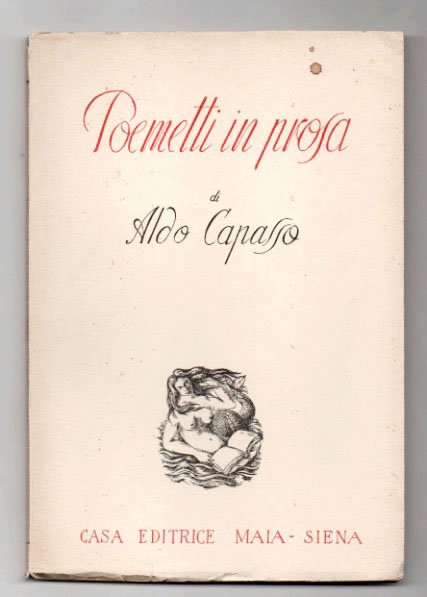 Poemetti in prosa
di
Aldo Capasso
CASA EDITRICE MAIA - SIENA